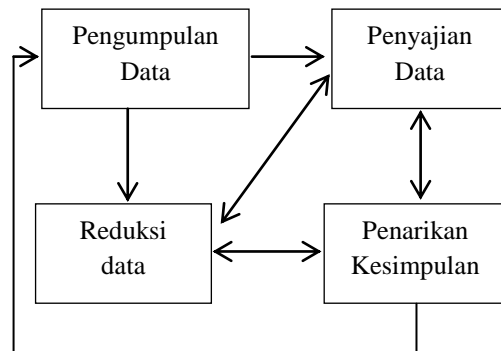 Pengumpulan
Data
Penyajian
Data
Reduksi
data
Penarikan
Kesimpulan